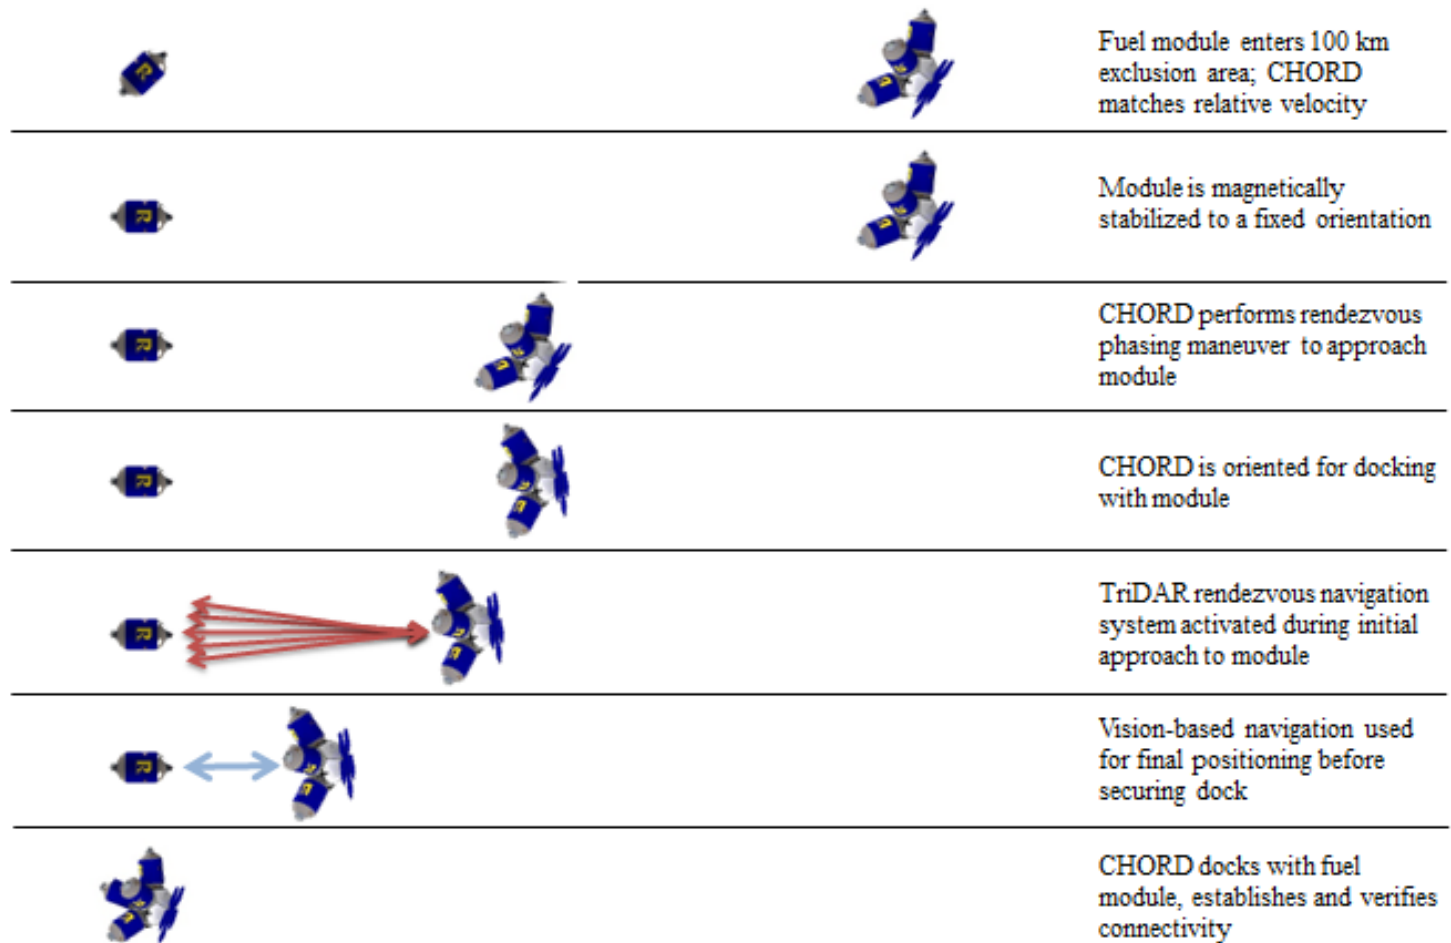 Fuel module enters 100 km
exclusion area; CHORD
matches relative velocity
R
Module is magnetically
stabilized to a fixed orientation
R
CHORD performs rendezvous
phasing maneuver to approach
module
R
CHORD is oriented for docking
with module
R
TriDAR rendezvous navigation
system activated during initial
approach to module
R
Vision-based navigation used
for final positioning before
securing dock
R
CHORD docks with fuel
module, establishes and verifies
connectivity